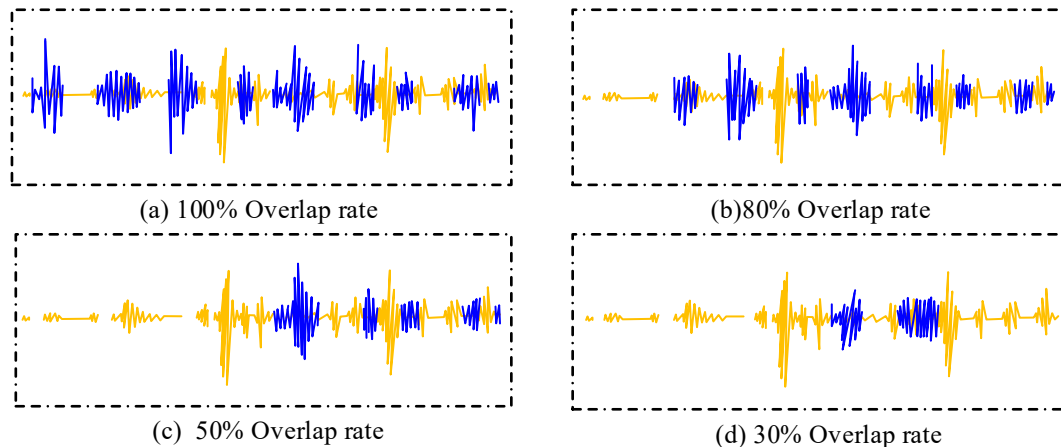 (a) 100% Overlap rate
(b)80% Overlap rate
(c) 50% Overlap rate
(d) 30% Overlap rate